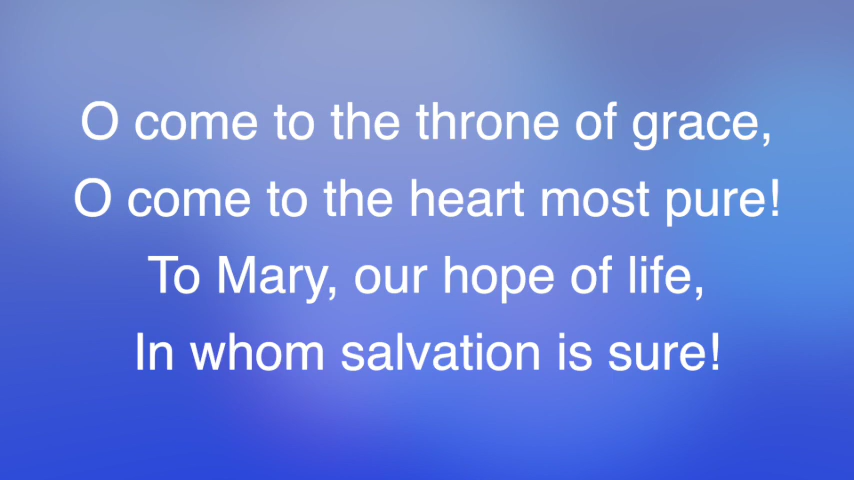 O come to the throne of grace,
O come to the heart most pure!
To Mary, our hope of life,
In whom salvation is sure!